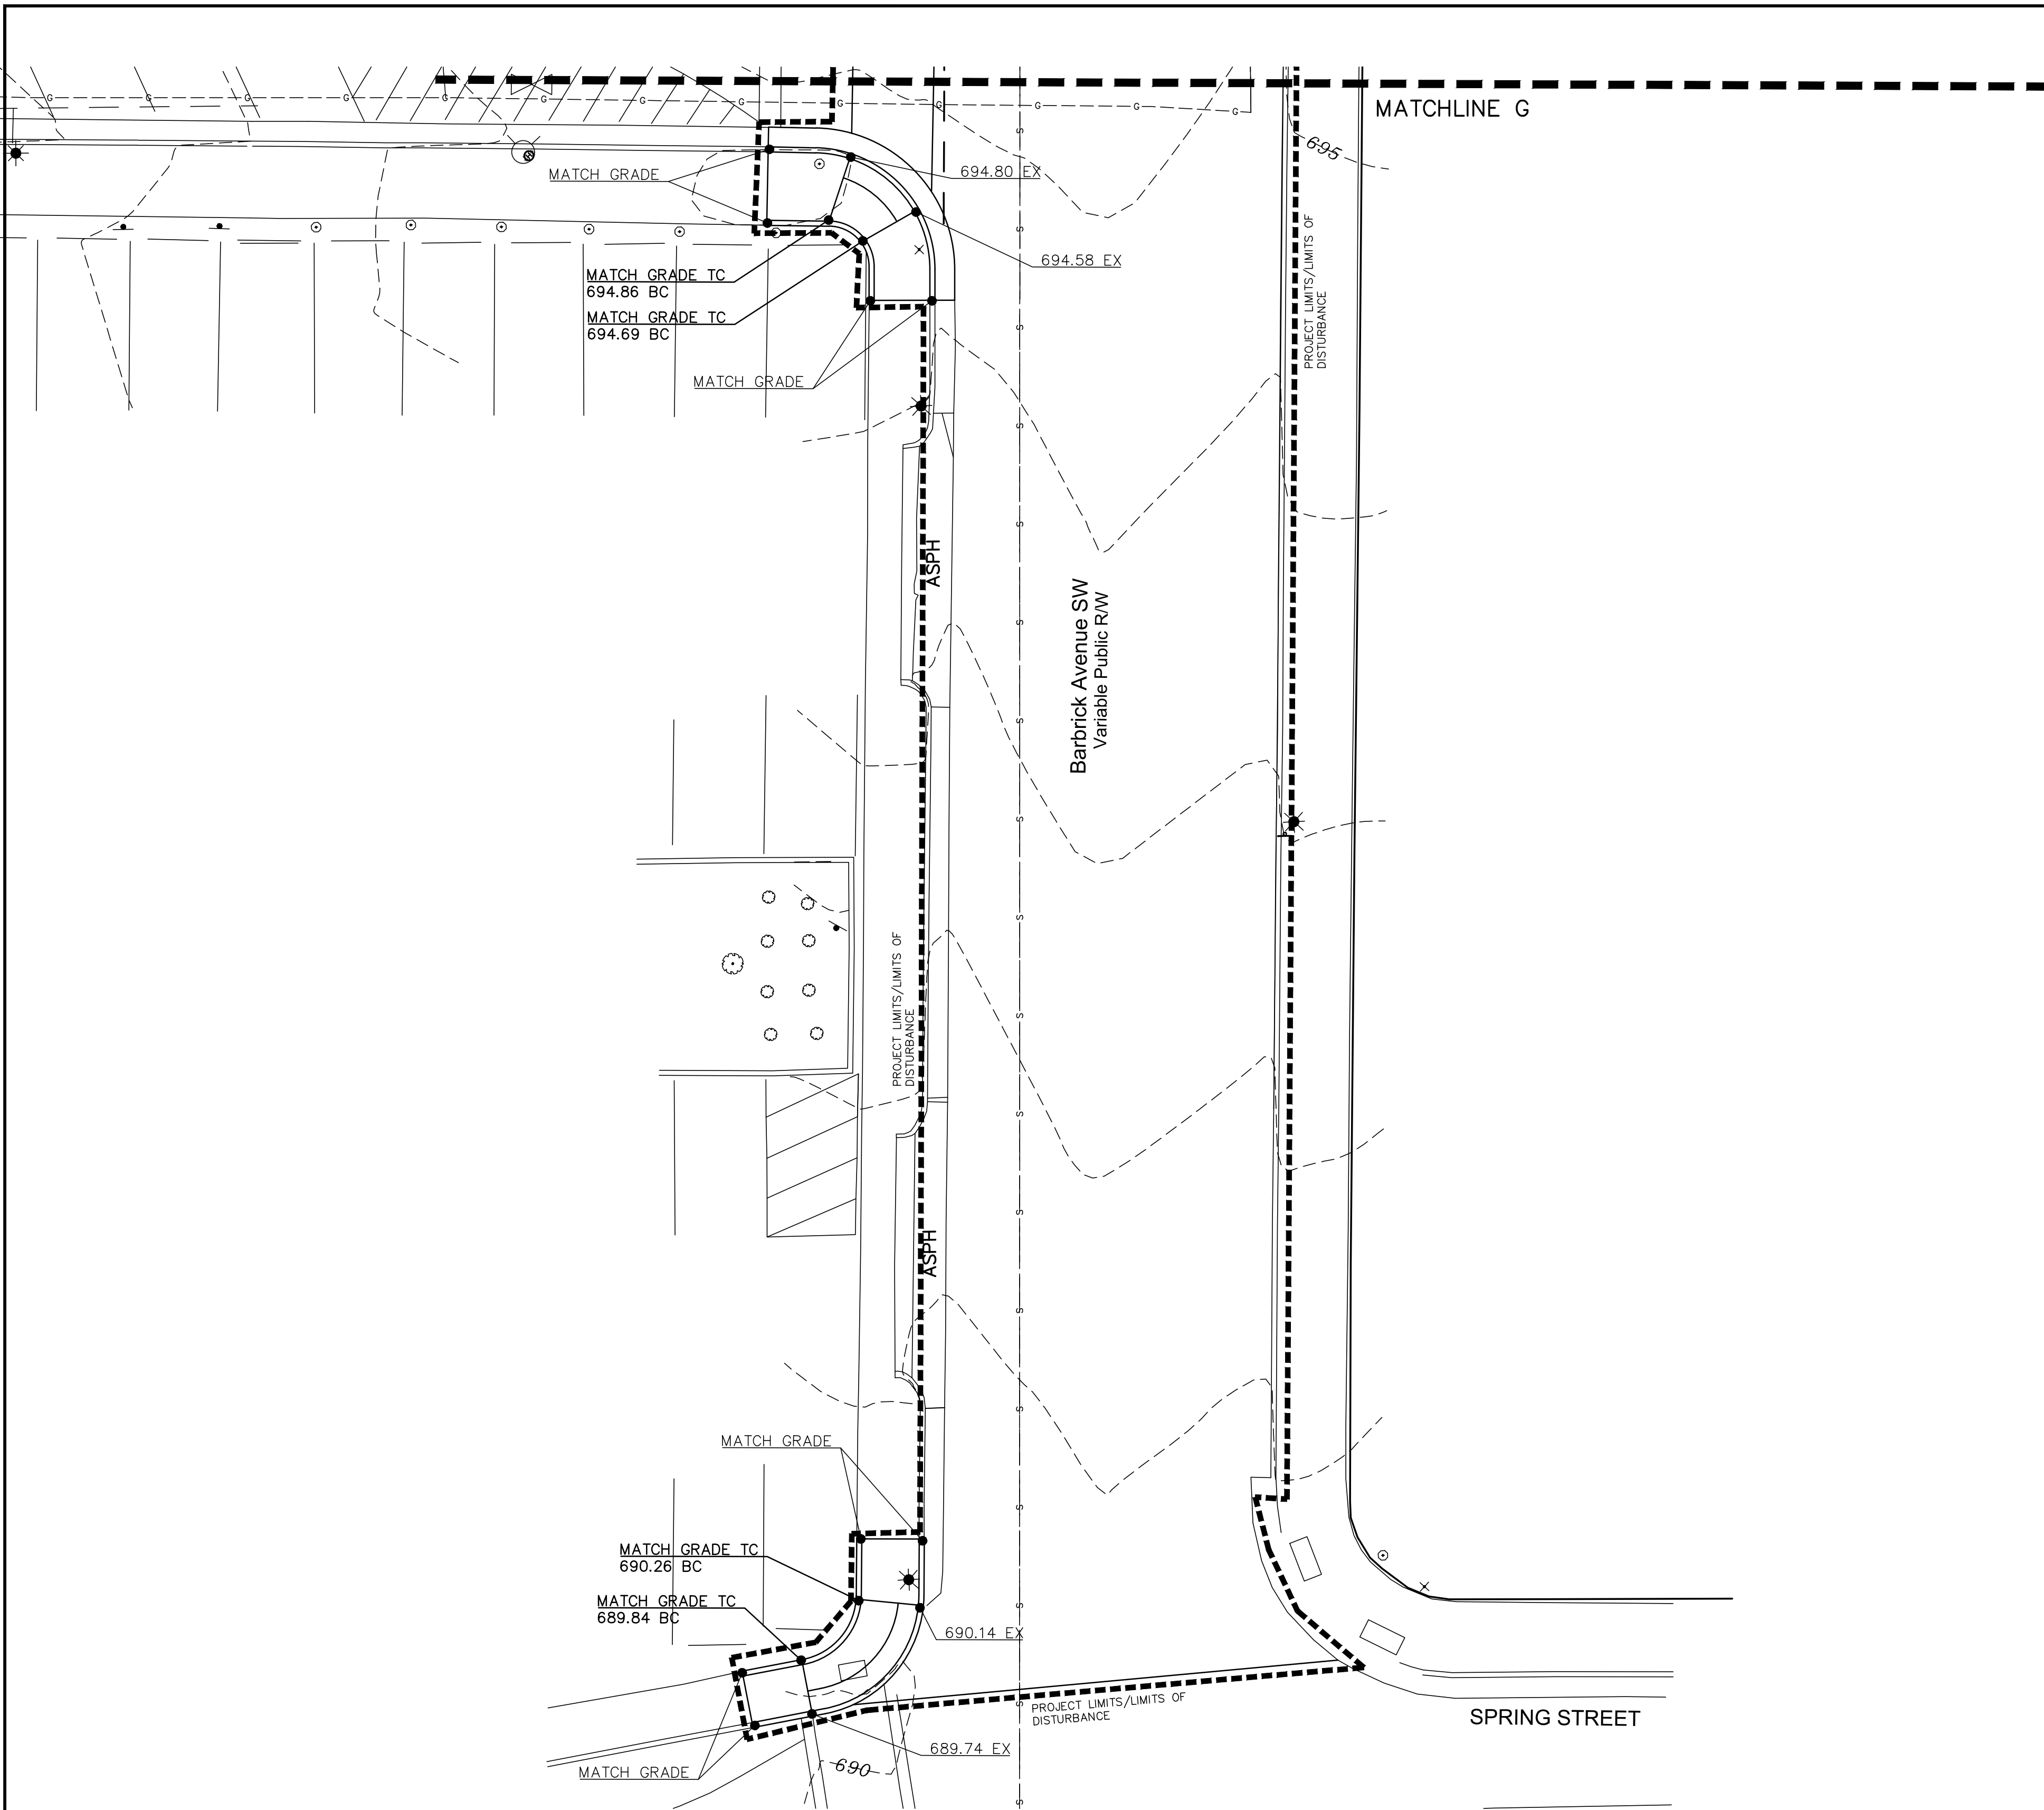 MATCHLINE G
695
MATCH GRADE
694.80 EX
694.58 EX
MATCH GRADE TC
694.86 BC
MATCH GRADE TC
694.69 BC
MATCH GRADE
PROJECT LIMITS/LIMITS OF
DISTURBANCE
ASPH
Barbrick Avenue SW
Variable Public R/W
PROJECT LIMITS/LIMITS OF
DISTURBANCE
ASPH
MATCH GRADE
MATCH GRADE TC
690.26 BC
MATCH GRADE TC
689.84 BC
690.14 EX
PROJECT LIMITS/LIMITS OF
DISTURBANCE
SPRING STREET
689.74 EX
690
MATCH GRADE
G G G G G G G G G G G G G
S S S S S S S S S S S S S S S S S S